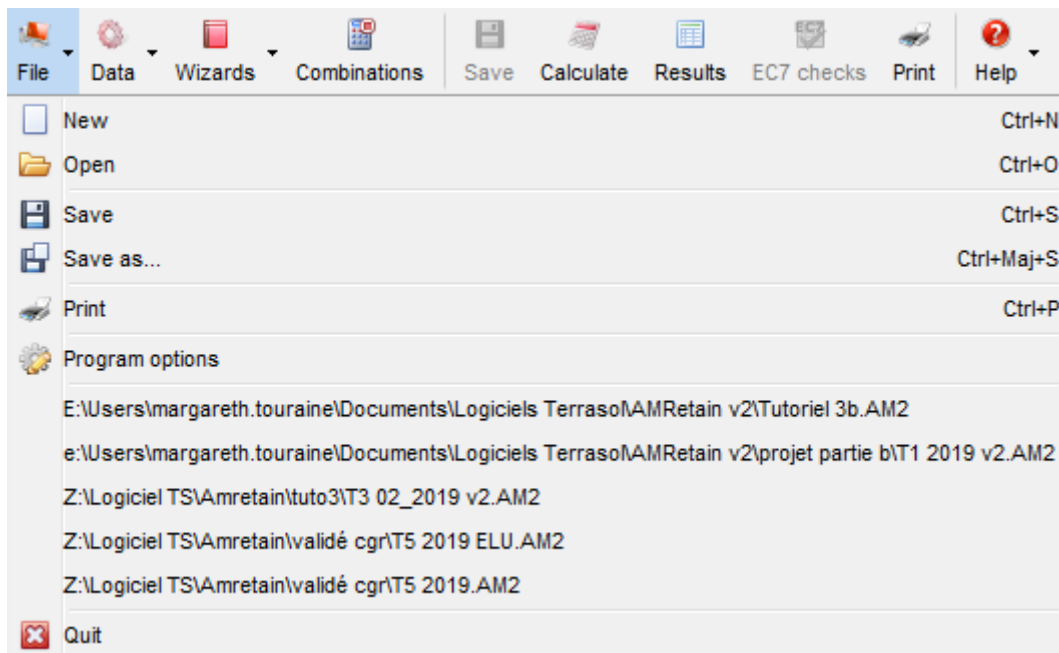 File Data Wizards Combinations Save Calculate Results EC7 checks Print Help
New Ctrl+N
Open Ctrl+O
Save Ctrl+S
Save as... Ctrl+Maj+S
Print Ctrl+P
Program options
E:\Users\margareth.touraine\Documents\Logiciels Terrasol\AMRetain v2\Tutoriel 3b.AM2
e:\Users\margareth.touraine\Documents\Logiciels Terrasol\AMRetain v2\projet partie b\T1 2019 v2.AM2
Z:\Logiciel TS\Amretain\tuto3\T3 02_2019 v2.AM2
Z:\Logiciel TS\Amretain\validé cgr\T5 2019 ELU.AM2
Z:\Logiciel TS\Amretain\validé cgr\T5 2019.AM2
Quit